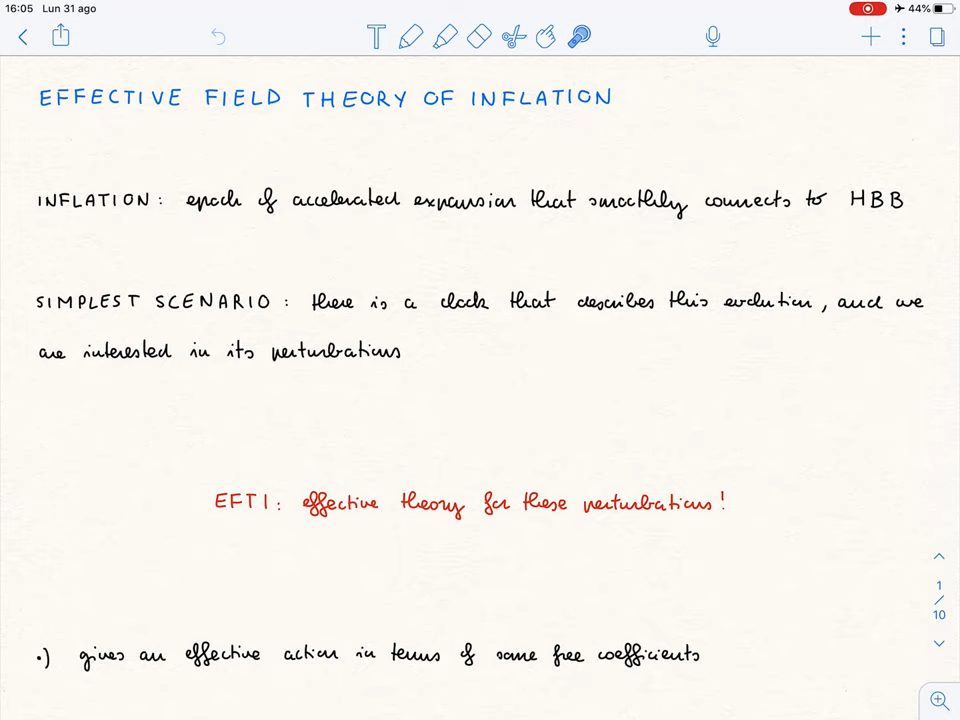 16:05 Lun 31 ago 44%
EFFECTIVE FIELD THEORY OF INFLATION
INFLATION: epoch of accelerated expansion that smoothly connects to HBB
SIMPLEST SCENARIO: there is a clock that describes this evolution, and we
are interested in its perturbations
EFTI: effective theory for these perturbations!
1
/
10
•) gives an effective action in terms of some free coefficients